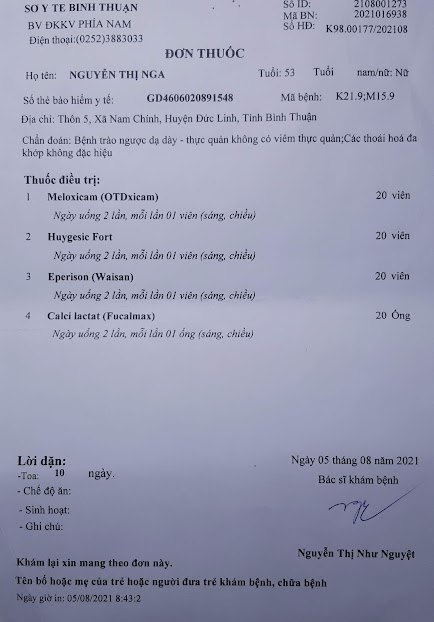 SỞ Y TẾ BÌNH THUẬN
BV ĐKKV PHÍA NAM
Điện thoại:(0252)3883033
Số ID: 2108001273
Mã BN: 2021016938
Số HĐ: K98.00177/202108
ĐƠN THUỐC
Họ tên: NGUYỄN THỊ NGA Tuổi: 53 Tuổi nam/nữ: Nữ
Số thẻ bảo hiểm y tế: GD4606020891548 Mã bệnh: K21.9;M15.9
Địa chỉ: Thôn 5, Xã Nam Chính, Huyện Đức Linh, Tỉnh Bình Thuận
Chẩn đoán: Bệnh trào ngược dạ dày - thực quản không có viêm thực quản;Các thoái hoá đa
khớp không đặc hiệu
Thuốc điều trị:
1 Meloxicam (OTDxicam) 20 viên
Ngày uống 2 lần, mỗi lần 01 viên (sáng, chiều)
2 Huygesic Fort 20 viên
Ngày uống 2 lần, mỗi lần 01 viên (sáng, chiều)
3 Eperison (Waisan) 20 viên
Ngày uống 2 lần, mỗi lần 01 viên (sáng, chiều)
4 Calci lactat (Fucalmax) 20 Ống
Ngày uống 2 lần, mỗi lần 01 ống (sáng, chiều)
Lời dặn:
-Toa: 10 ngày.
- Chế độ ăn:
- Sinh hoạt:
- Ghi chú:
Ngày 05 tháng 08 năm 2021
Bác sĩ khám bệnh
Nguyễn Thị Như Nguyệt
Khám lại xin mang theo đơn này.
Tên bố hoặc mẹ của trẻ hoặc người đưa trẻ khám bệnh, chữa bệnh
Ngày giờ in: 05/08/2021 8:43:2